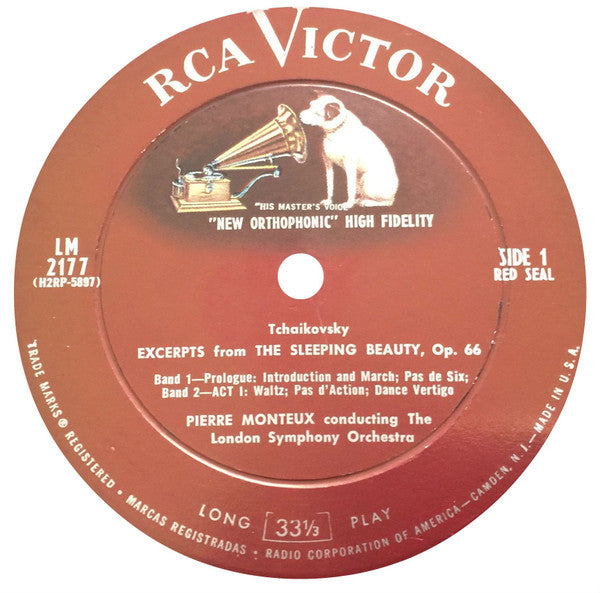 RCA VICTOR
"HIS MASTER'S VOICE"
"NEW ORTHOPHONIC" HIGH FIDELITY
LM
2177
(H2RP-5897)
SIDE 1
RED SEAL
Tchaikovsky
EXCERPTS from THE SLEEPING BEAUTY, Op. 66
Band 1—Prologue: Introduction and March; Pas de Six;
Band 2—ACT I: Waltz; Pas d'Action; Dance Vertigo
PIERRE MONTEUX conducting The
London Symphony Orchestra
LONG 33⅓ PLAY
TRADE MARKS ® REGISTERED • MARCAS REGISTRADAS • RADIO CORPORATION OF AMERICA—CAMDEN, N. J.—MADE IN U. S. A.